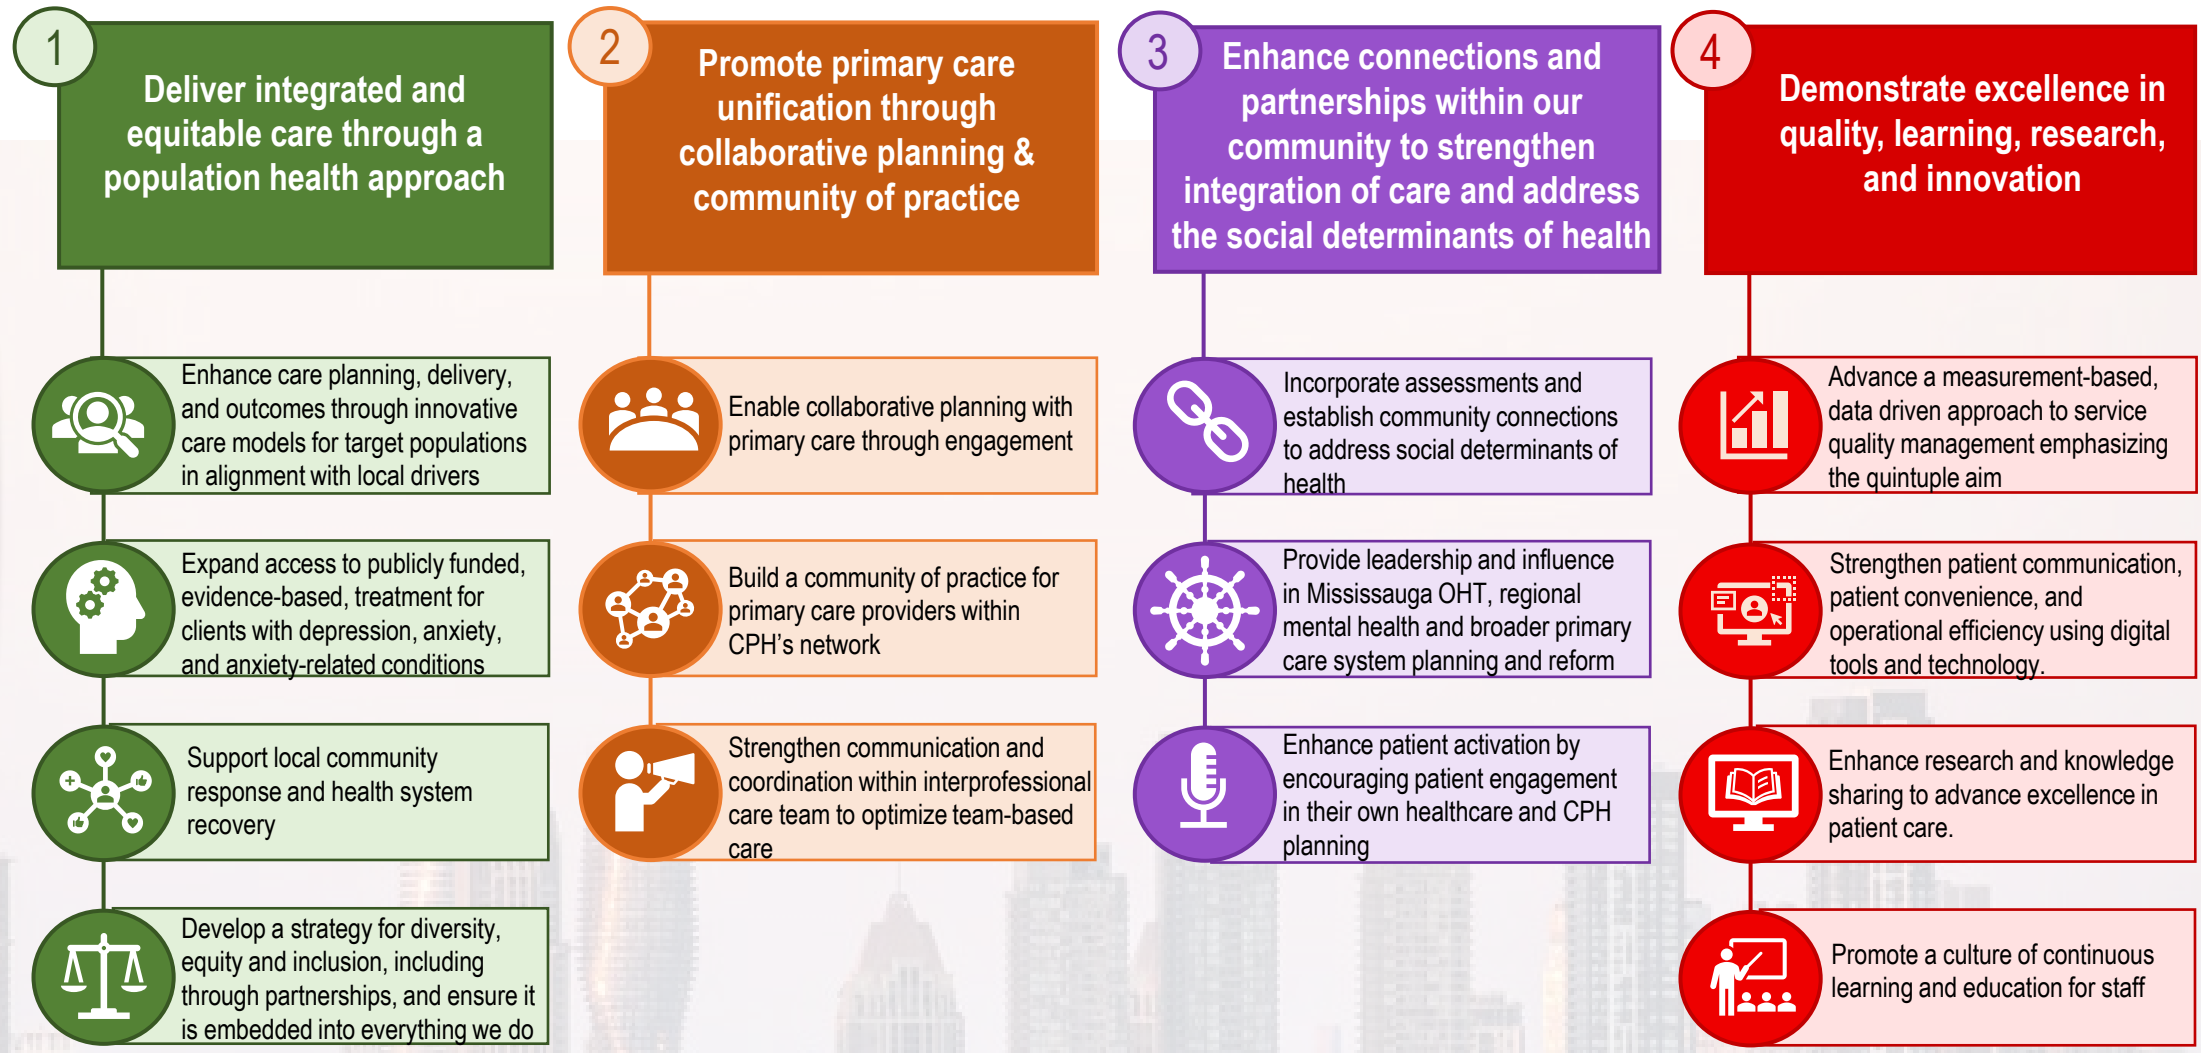 1
Deliver integrated and
equitable care through a
population health approach
Enhance care planning, delivery,
and outcomes through innovative
care models for target populations
in alignment with local drivers
Expand access to publicly funded,
evidence-based, treatment for
clients with depression, anxiety,
and anxiety-related conditions
Support local community
response and health system
recovery
Develop a strategy for diversity,
equity and inclusion, including
through partnerships, and ensure it
is embedded into everything we do
2
Promote primary care
unification through
collaborative planning &
community of practice
Enable collaborative planning with
primary care through engagement
Build a community of practice for
primary care providers within
CPH's network
Strengthen communication and
coordination within interprofessional
care team to optimize team-based
care
3
Enhance connections and
partnerships within our
community to strengthen
integration of care and address
the social determinants of health
Incorporate assessments and
establish community connections
to address social determinants of
health
Provide leadership and influence
in Mississauga OHT, regional
mental health and broader primary
care system planning and reform
Enhance patient activation by
encouraging patient engagement
in their own healthcare and CPH
planning
4
Demonstrate excellence in
quality, learning, research,
and innovation
Advance a measurement-based,
data driven approach to service
quality management emphasizing
the quintuple aim
Strengthen patient communication,
patient convenience, and
operational efficiency using digital
tools and technology.
Enhance research and knowledge
sharing to advance excellence in
patient care.
Promote a culture of continuous
learning and education for staff